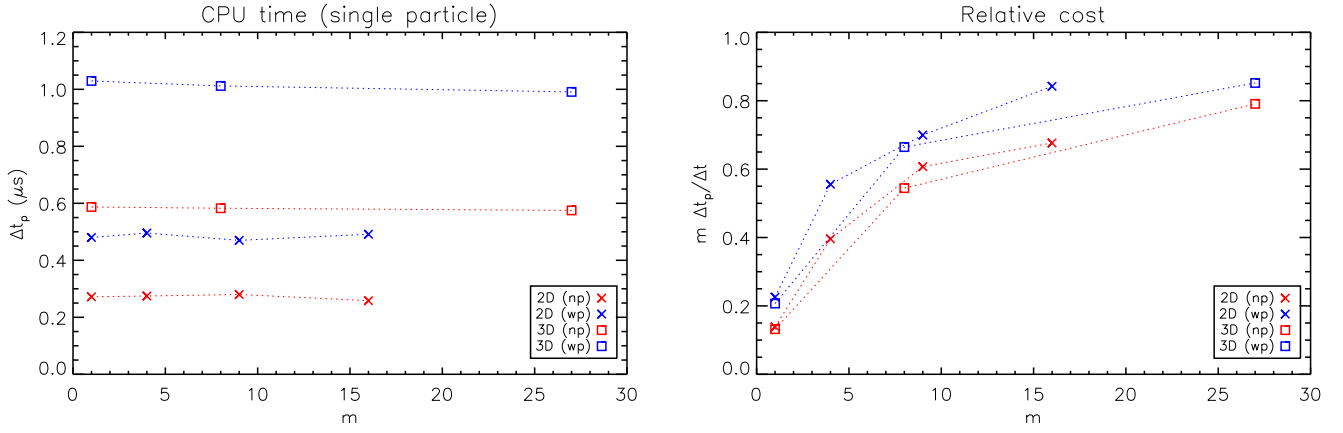 CPU time (single particle)
1.2
1.0
0.8
0.6
0.4
0.2
0.0
Δt_p (μs)
0 5 10 15 20 25 30
m
2D (np)
2D (wp)
3D (np)
3D (wp)
Relative cost
1.0
0.8
0.6
0.4
0.2
0.0
m Δt_p/Δt
0 5 10 15 20 25 30
m
2D (np)
2D (wp)
3D (np)
3D (wp)